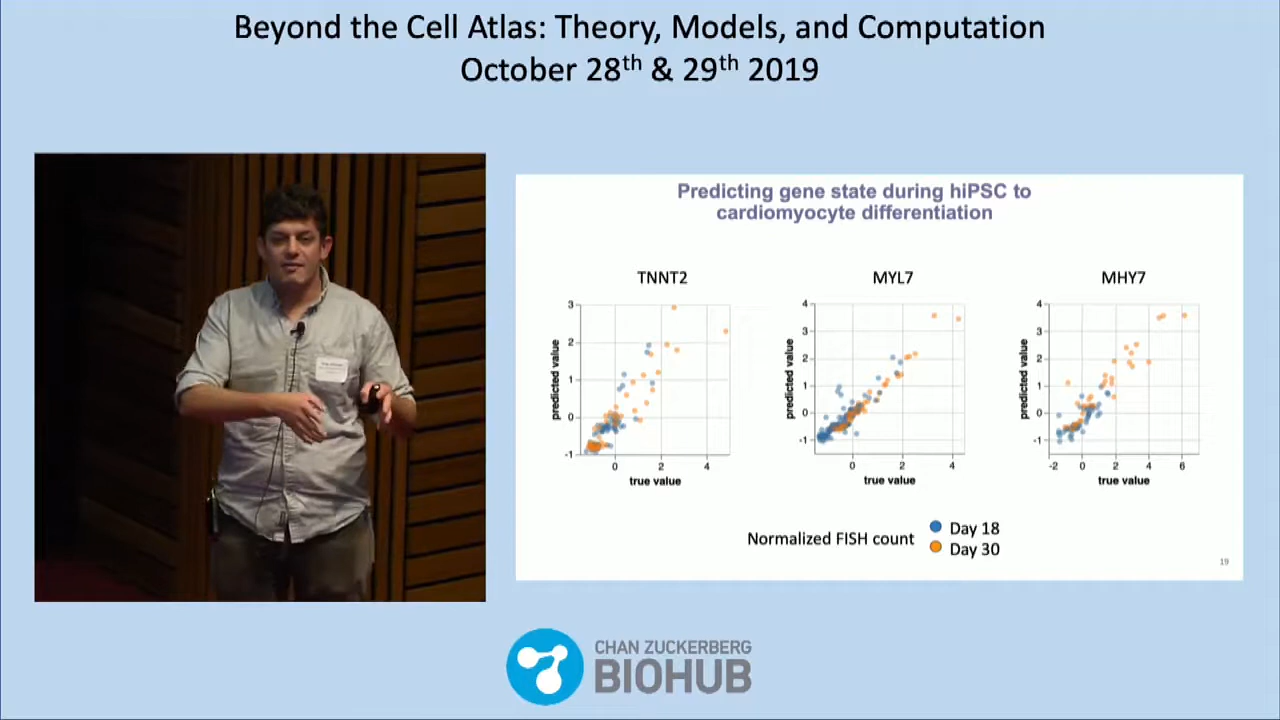 Beyond the Cell Atlas: Theory, Models, and Computation
October 28th & 29th 2019
Predicting gene state during hiPSC to
cardiomyocyte differentiation
TNNT2
MYL7
MHY7
3
2
1
0
-1
predicted value
0
2
4
true value
4
3
2
1
0
-1
predicted value
0
2
4
true value
4
3
2
1
0
-1
predicted value
-2
0
2
4
6
true value
Normalized FISH count
Day 18
Day 30
19
CHAN ZUCKERBERG
BIOHUB